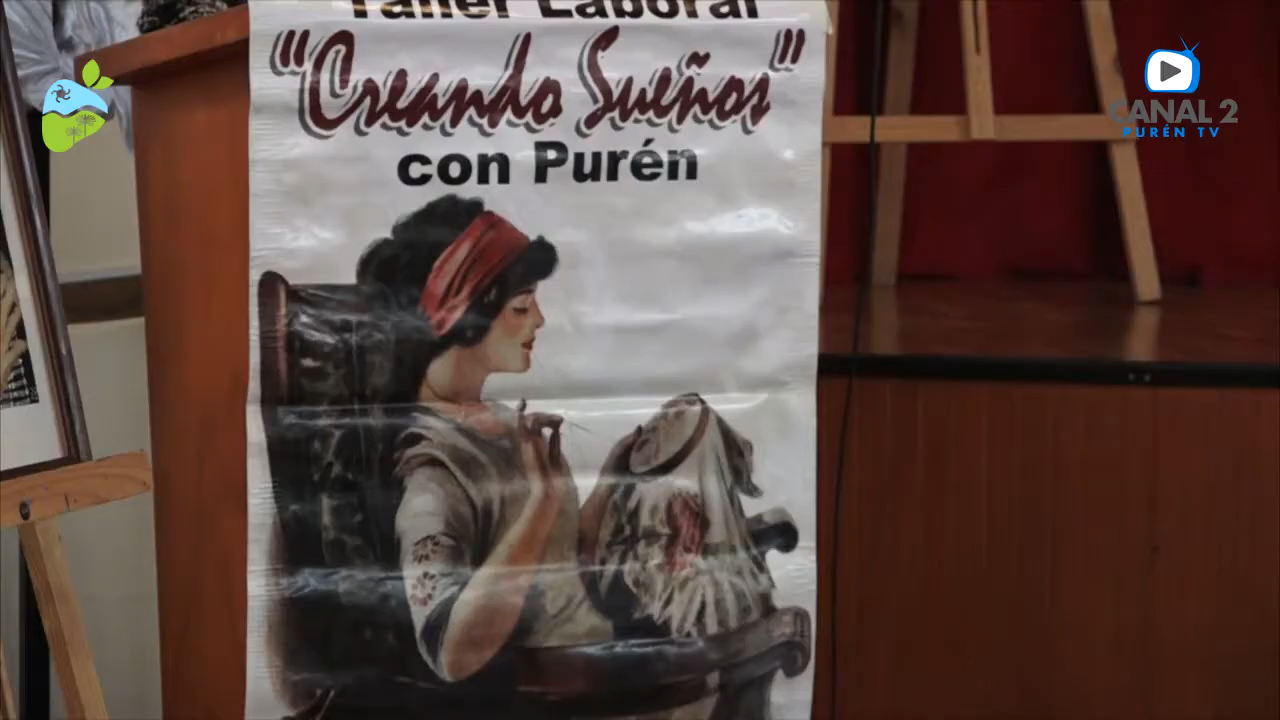 Taller Laboral
"Creando Sueños"
con Purén
CANAL 2
PURÉN TV